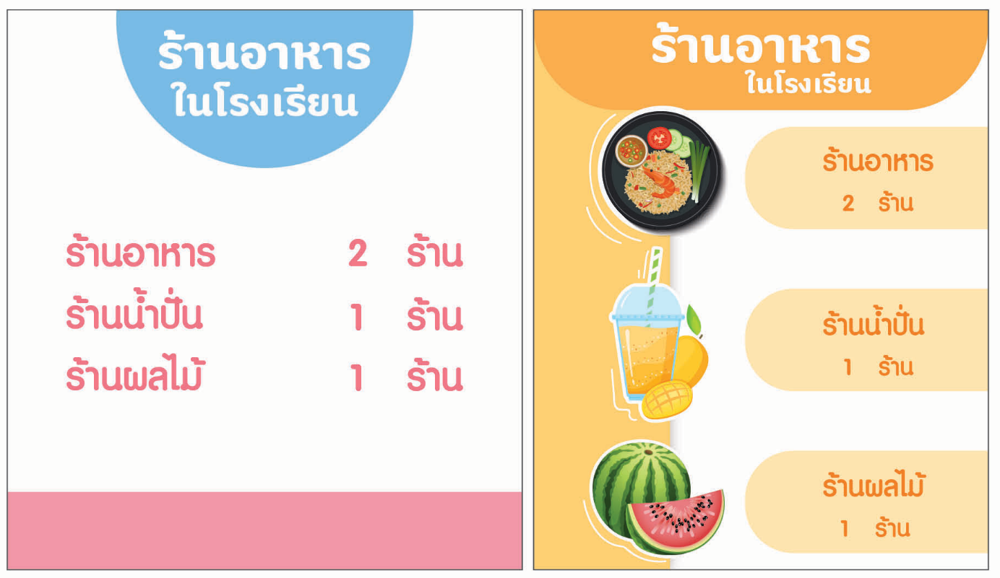 ร้านอาหาร
ในโรงเรียน
ร้านอาหาร 2 ร้าน
ร้านน้ำปั่น 1 ร้าน
ร้านผลไม้ 1 ร้าน
ร้านอาหาร
ในโรงเรียน
ร้านอาหาร
2 ร้าน
ร้านน้ำปั่น
1 ร้าน
ร้านผลไม้
1 ร้าน